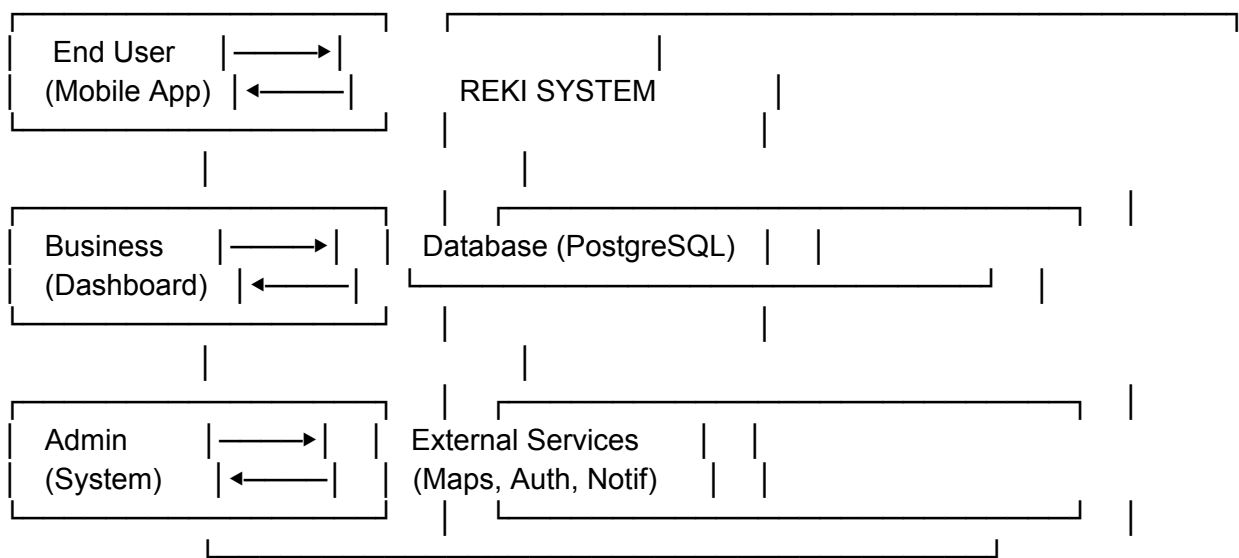 End User
(Mobile App) REKI SYSTEM
Business Database (PostgreSQL)
(Dashboard)
Admin External Services
(System) (Maps, Auth, Notif)